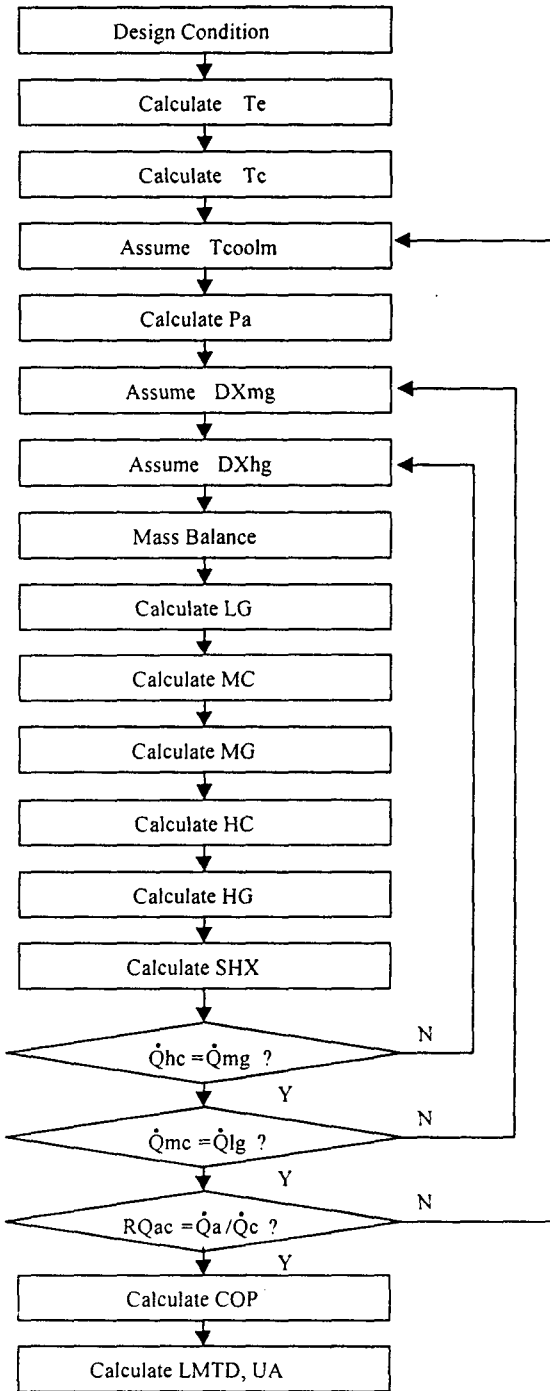 Design Condition
Calculate Te
Calculate Tc
Assume Tcoolm
Calculate Pa
Assume DXmg
Assume DXhg
Mass Balance
Calculate LG
Calculate MC
Calculate MG
Calculate HC
Calculate HG
Calculate SHX
Q̇hc = Q̇mg ?
N
Y
Q̇mc = Q̇lg ?
N
Y
RQac = Q̇a / Q̇c ?
N
Y
Calculate COP
Calculate LMTD, UA